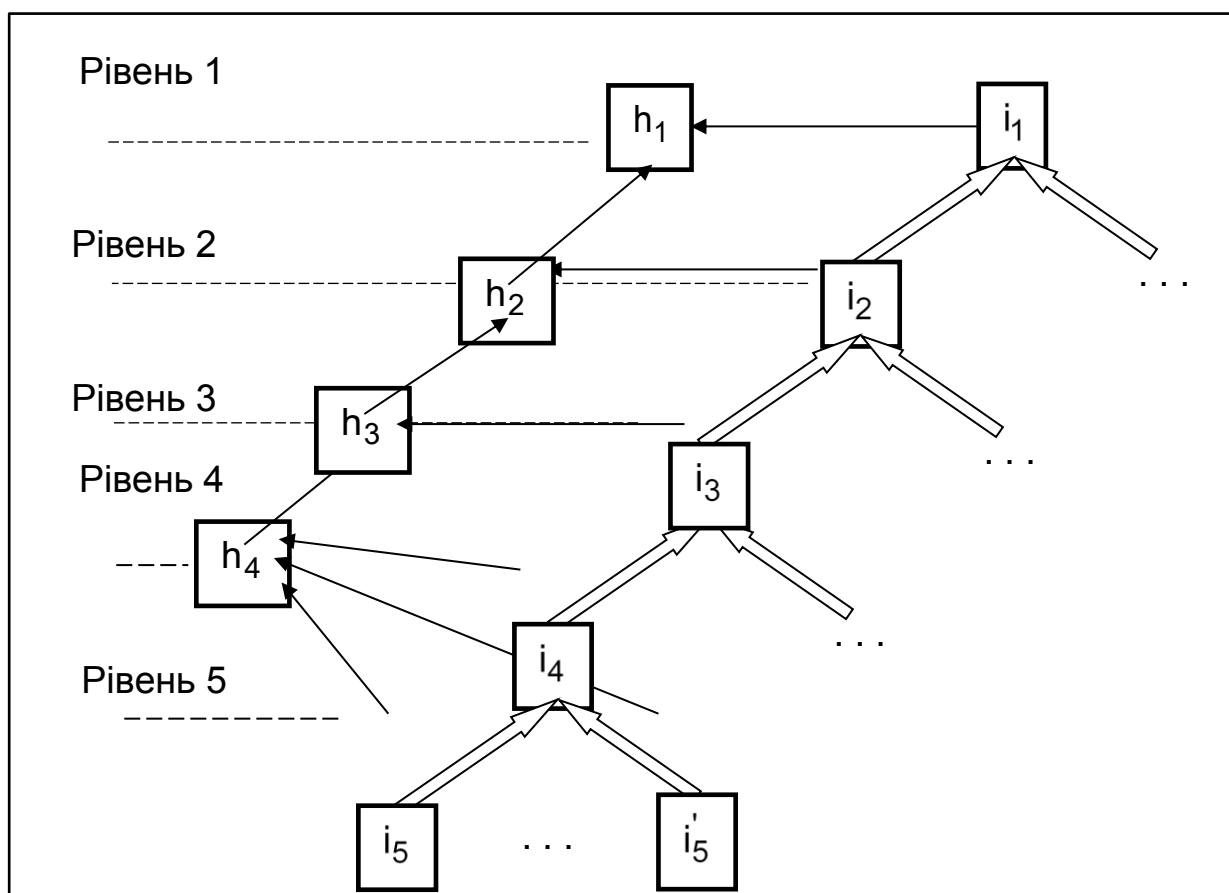 Рівень 1
h1
i1
Рівень 2
h2
i2
. . .
Рівень 3
h3
. . .
Рівень 4
i3
h4
. . .
i4
Рівень 5
i5
. . .
i'5